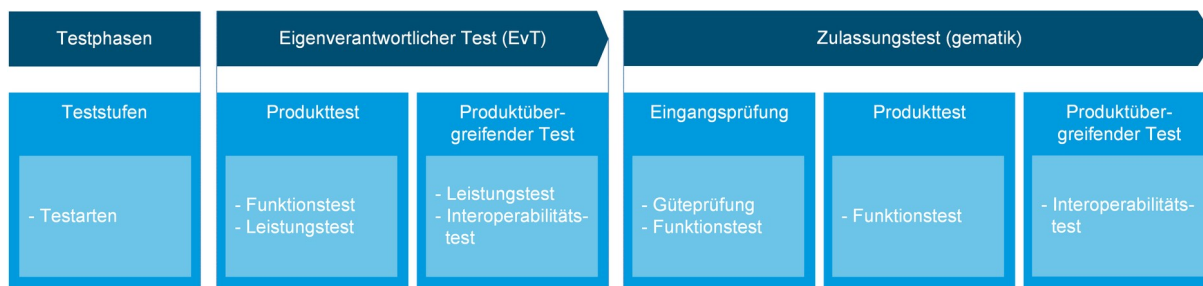 Testphasen
Eigenverantwortlicher Test (EvT)
Zulassungstest (gematik)
Teststufen
- Testarten
Produkttest
- Funktionstest
- Leistungstest
Produktüber-
greifender Test
- Leistungstest
- Interoperabilitäts-
test
Eingangsprüfung
- Güteprüfung
- Funktionstest
Produkttest
- Funktionstest
Produktüber-
greifender Test
- Interoperabilitäts-
test